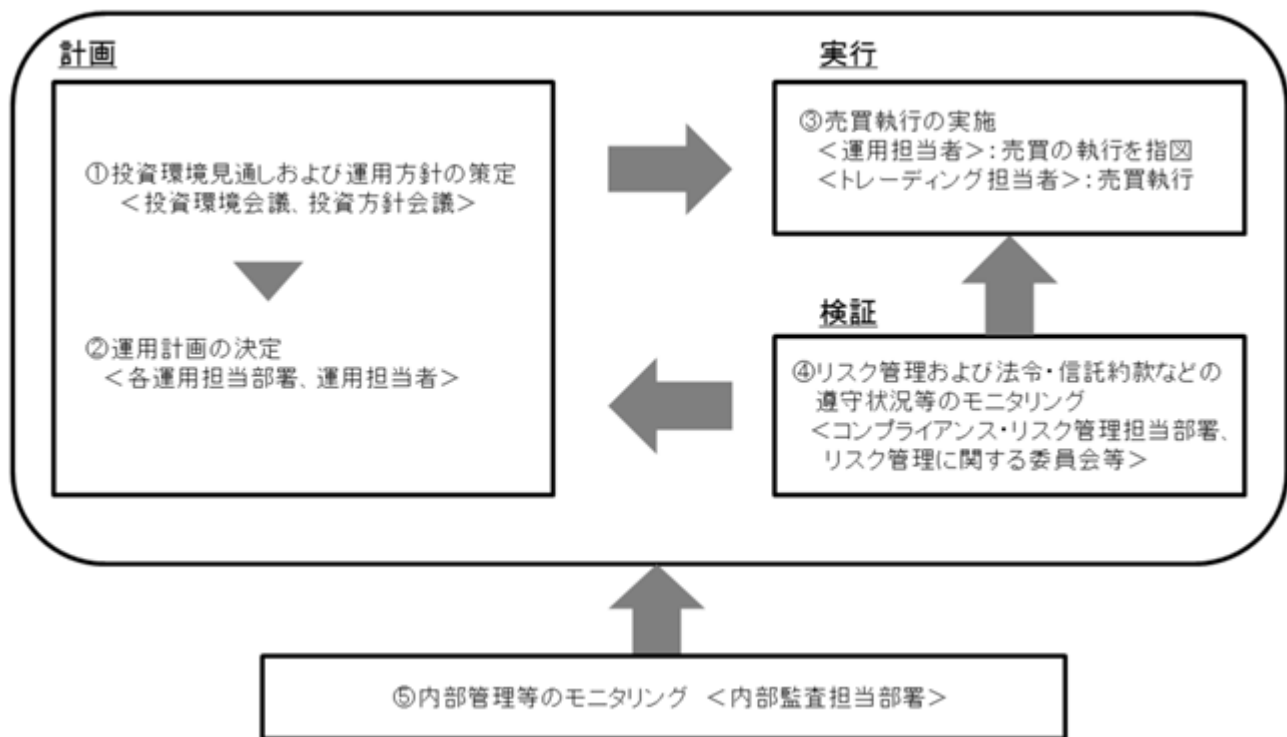 計画
①投資環境見通しおよび運用方針の策定
＜投資環境会議、投資方針会議＞
②運用計画の決定
＜各運用担当部署、運用担当者＞
実行
③売買執行の実施
＜運用担当者＞：売買の執行を指図
＜トレーディング担当者＞：売買執行
検証
④リスク管理および法令・信託約款などの
遵守状況等のモニタリング
＜コンプライアンス・リスク管理担当部署、
リスク管理に関する委員会等＞
⑤内部管理等のモニタリング ＜内部監査担当部署＞